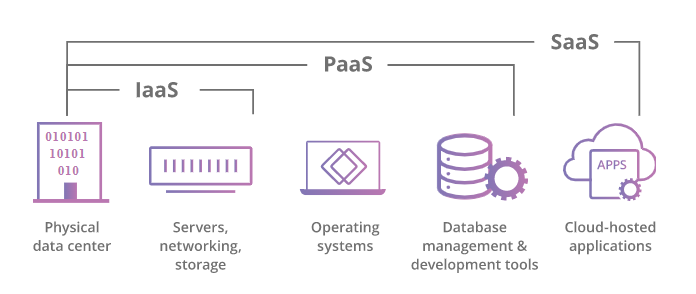 SaaS
PaaS
IaaS
010101
10101
010
APPS
Physical
data center
Servers,
networking,
storage
Operating
systems
Database
management &
development tools
Cloud-hosted
applications